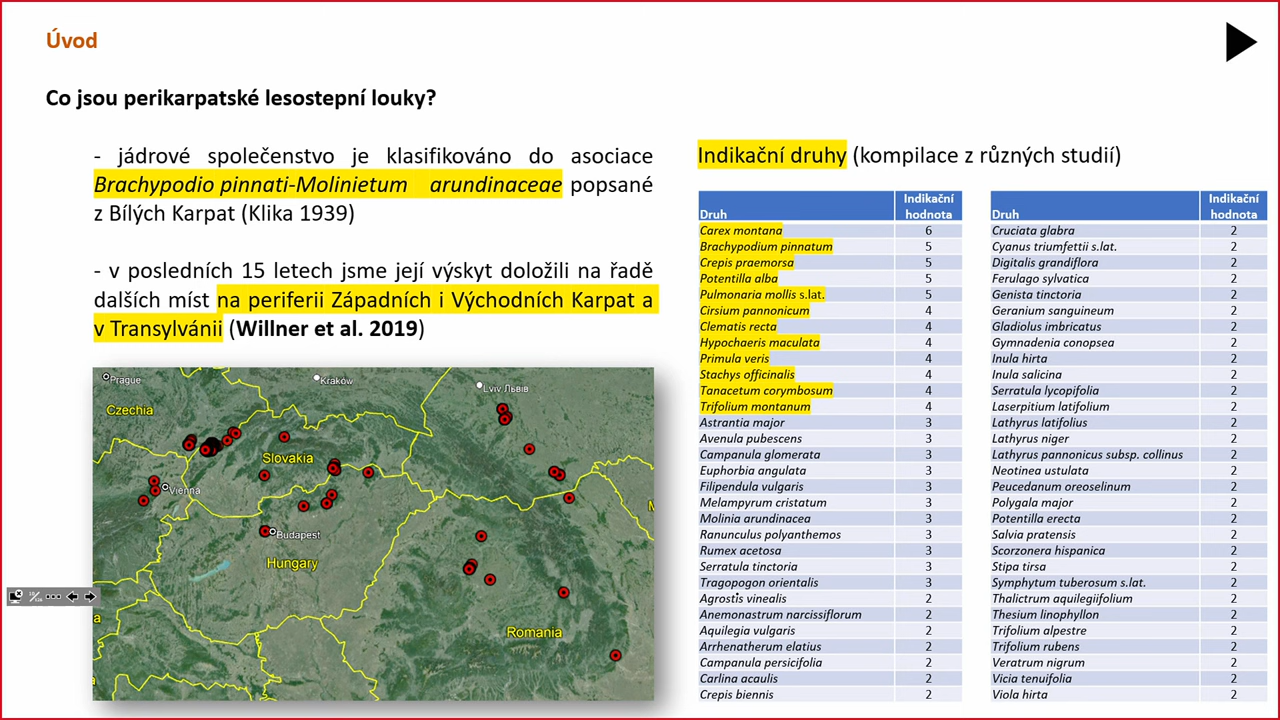 Úvod
Co jsou perikarpatské lesostepní louky?
- jádrové společenstvo je klasifikováno do asociace
Brachypodio pinnati-Molinietum arundinaceae popsané
z Bílých Karpat (Klika 1939)
- v posledních 15 letech jsme její výskyt doložili na řadě
dalších míst na periferii Západních i Východních Karpat a
v Transylvánii (Willner et al. 2019)
Prague
Kraków
Lviv Львів
Czechia
Slovakia
Vienna
Budapest
Hungary
Romania
Indikační druhy (kompilace z různých studií)
Druh Indikační hodnota
Carex montana 6
Brachypodium pinnatum 5
Crepis praemorsa 5
Potentilla alba 5
Pulmonaria mollis s.lat. 5
Cirsium pannonicum 4
Clematis recta 4
Hypochaeris maculata 4
Primula veris 4
Stachys officinalis 4
Tanacetum corymbosum 4
Trifolium montanum 4
Astrantia major 3
Avenula pubescens 3
Campanula glomerata 3
Euphorbia angulata 3
Filipendula vulgaris 3
Melampyrum cristatum 3
Molinia arundinacea 3
Ranunculus polyanthemos 3
Rumex acetosa 3
Serratula tinctoria 3
Tragopogon orientalis 3
Agrostis vinealis 2
Anemonastrum narcissiflorum 2
Aquilegia vulgaris 2
Arrhenatherum elatius 2
Campanula persicifolia 2
Carlina acaulis 2
Crepis biennis 2
Druh Indikační hodnota
Cruciata glabra 2
Cyanus triumfettii s.lat. 2
Digitalis grandiflora 2
Ferulago sylvatica 2
Genista tinctoria 2
Geranium sanguineum 2
Gladiolus imbricatus 2
Gymnadenia conopsea 2
Inula hirta 2
Inula salicina 2
Serratula lycopifolia 2
Laserpitium latifolium 2
Lathyrus latifolius 2
Lathyrus niger 2
Lathyrus pannonicus subsp. collinus 2
Neotinea ustulata 2
Peucedanum oreoselinum 2
Polygala major 2
Potentilla erecta 2
Salvia pratensis 2
Scorzonera hispanica 2
Stipa tirsa 2
Symphytum tuberosum s.lat. 2
Thalictrum aquilegiifolium 2
Thesium linophyllon 2
Trifolium alpestre 2
Trifolium rubens 2
Veratrum nigrum 2
Vicia tenuifolia 2
Viola hirta 2